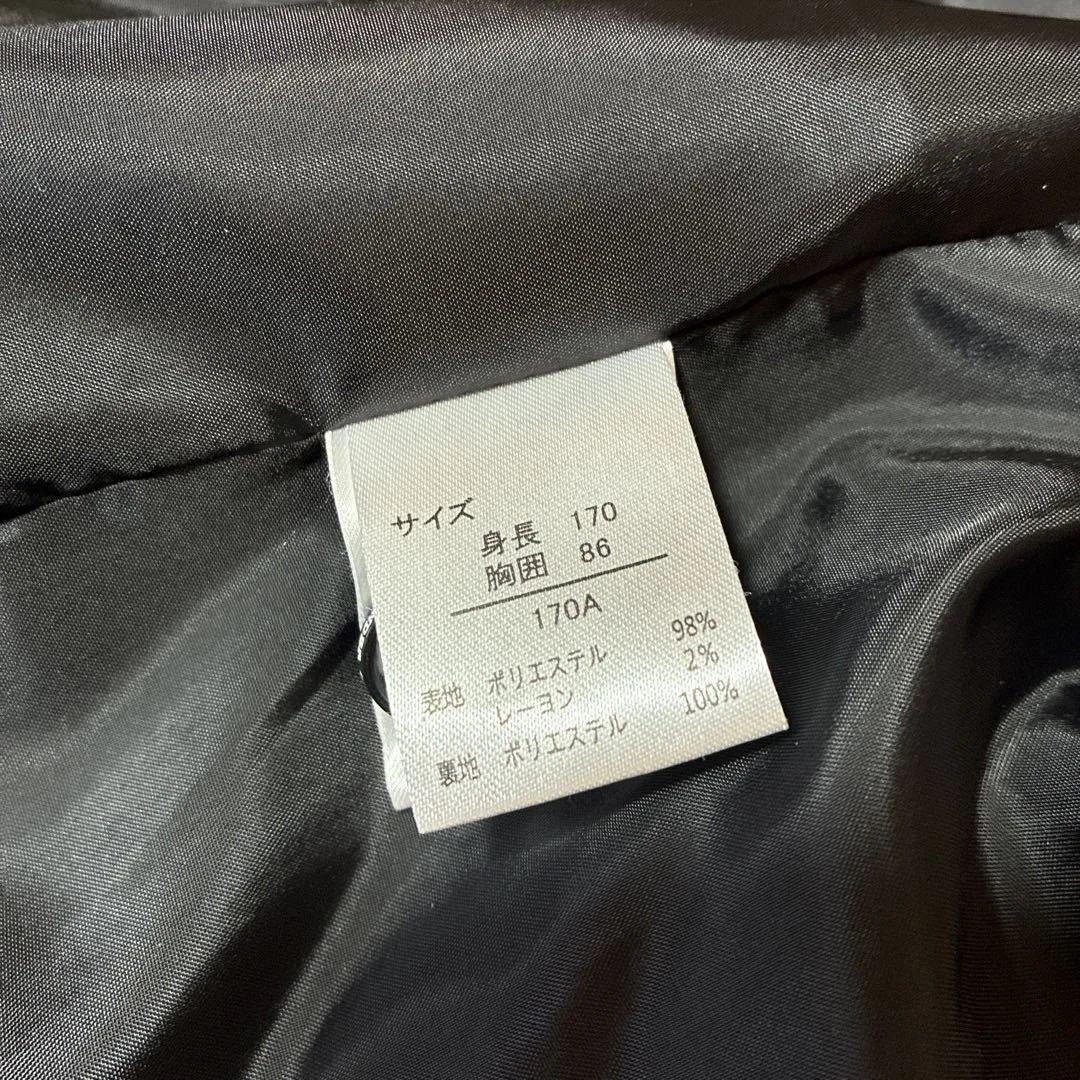 サイズ
身長 170
胸囲 86
170A
表地 ポリエステル 98%
レーヨン 2%
裏地 ポリエステル 100%